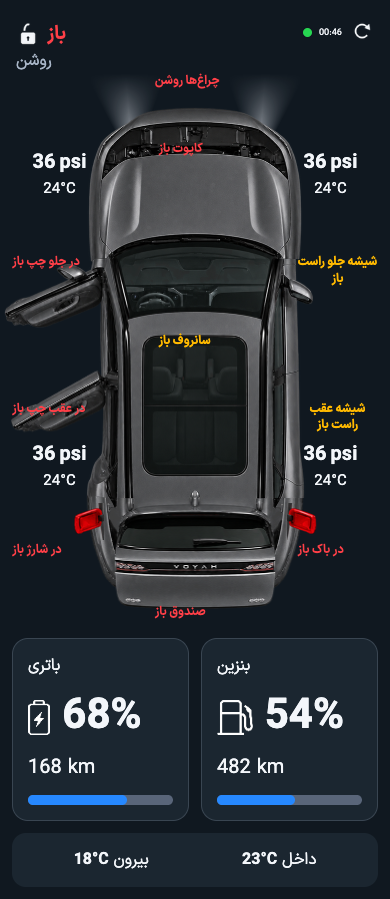 باز
00:46
روشن
چراغ‌ها روشن
کاپوت باز
36 psi
36 psi
24°C
24°C
در جلو چپ باز
شیشه جلو راست
باز
سانروف باز
در عقب چپ باز
شیشه عقب
راست باز
36 psi
36 psi
24°C
24°C
در شارژ باز
در باک باز
VOYAH
صندوق باز
بنزین
54%
482 km
باتری
68%
168 km
داخل 23°C
بیرون 18°C